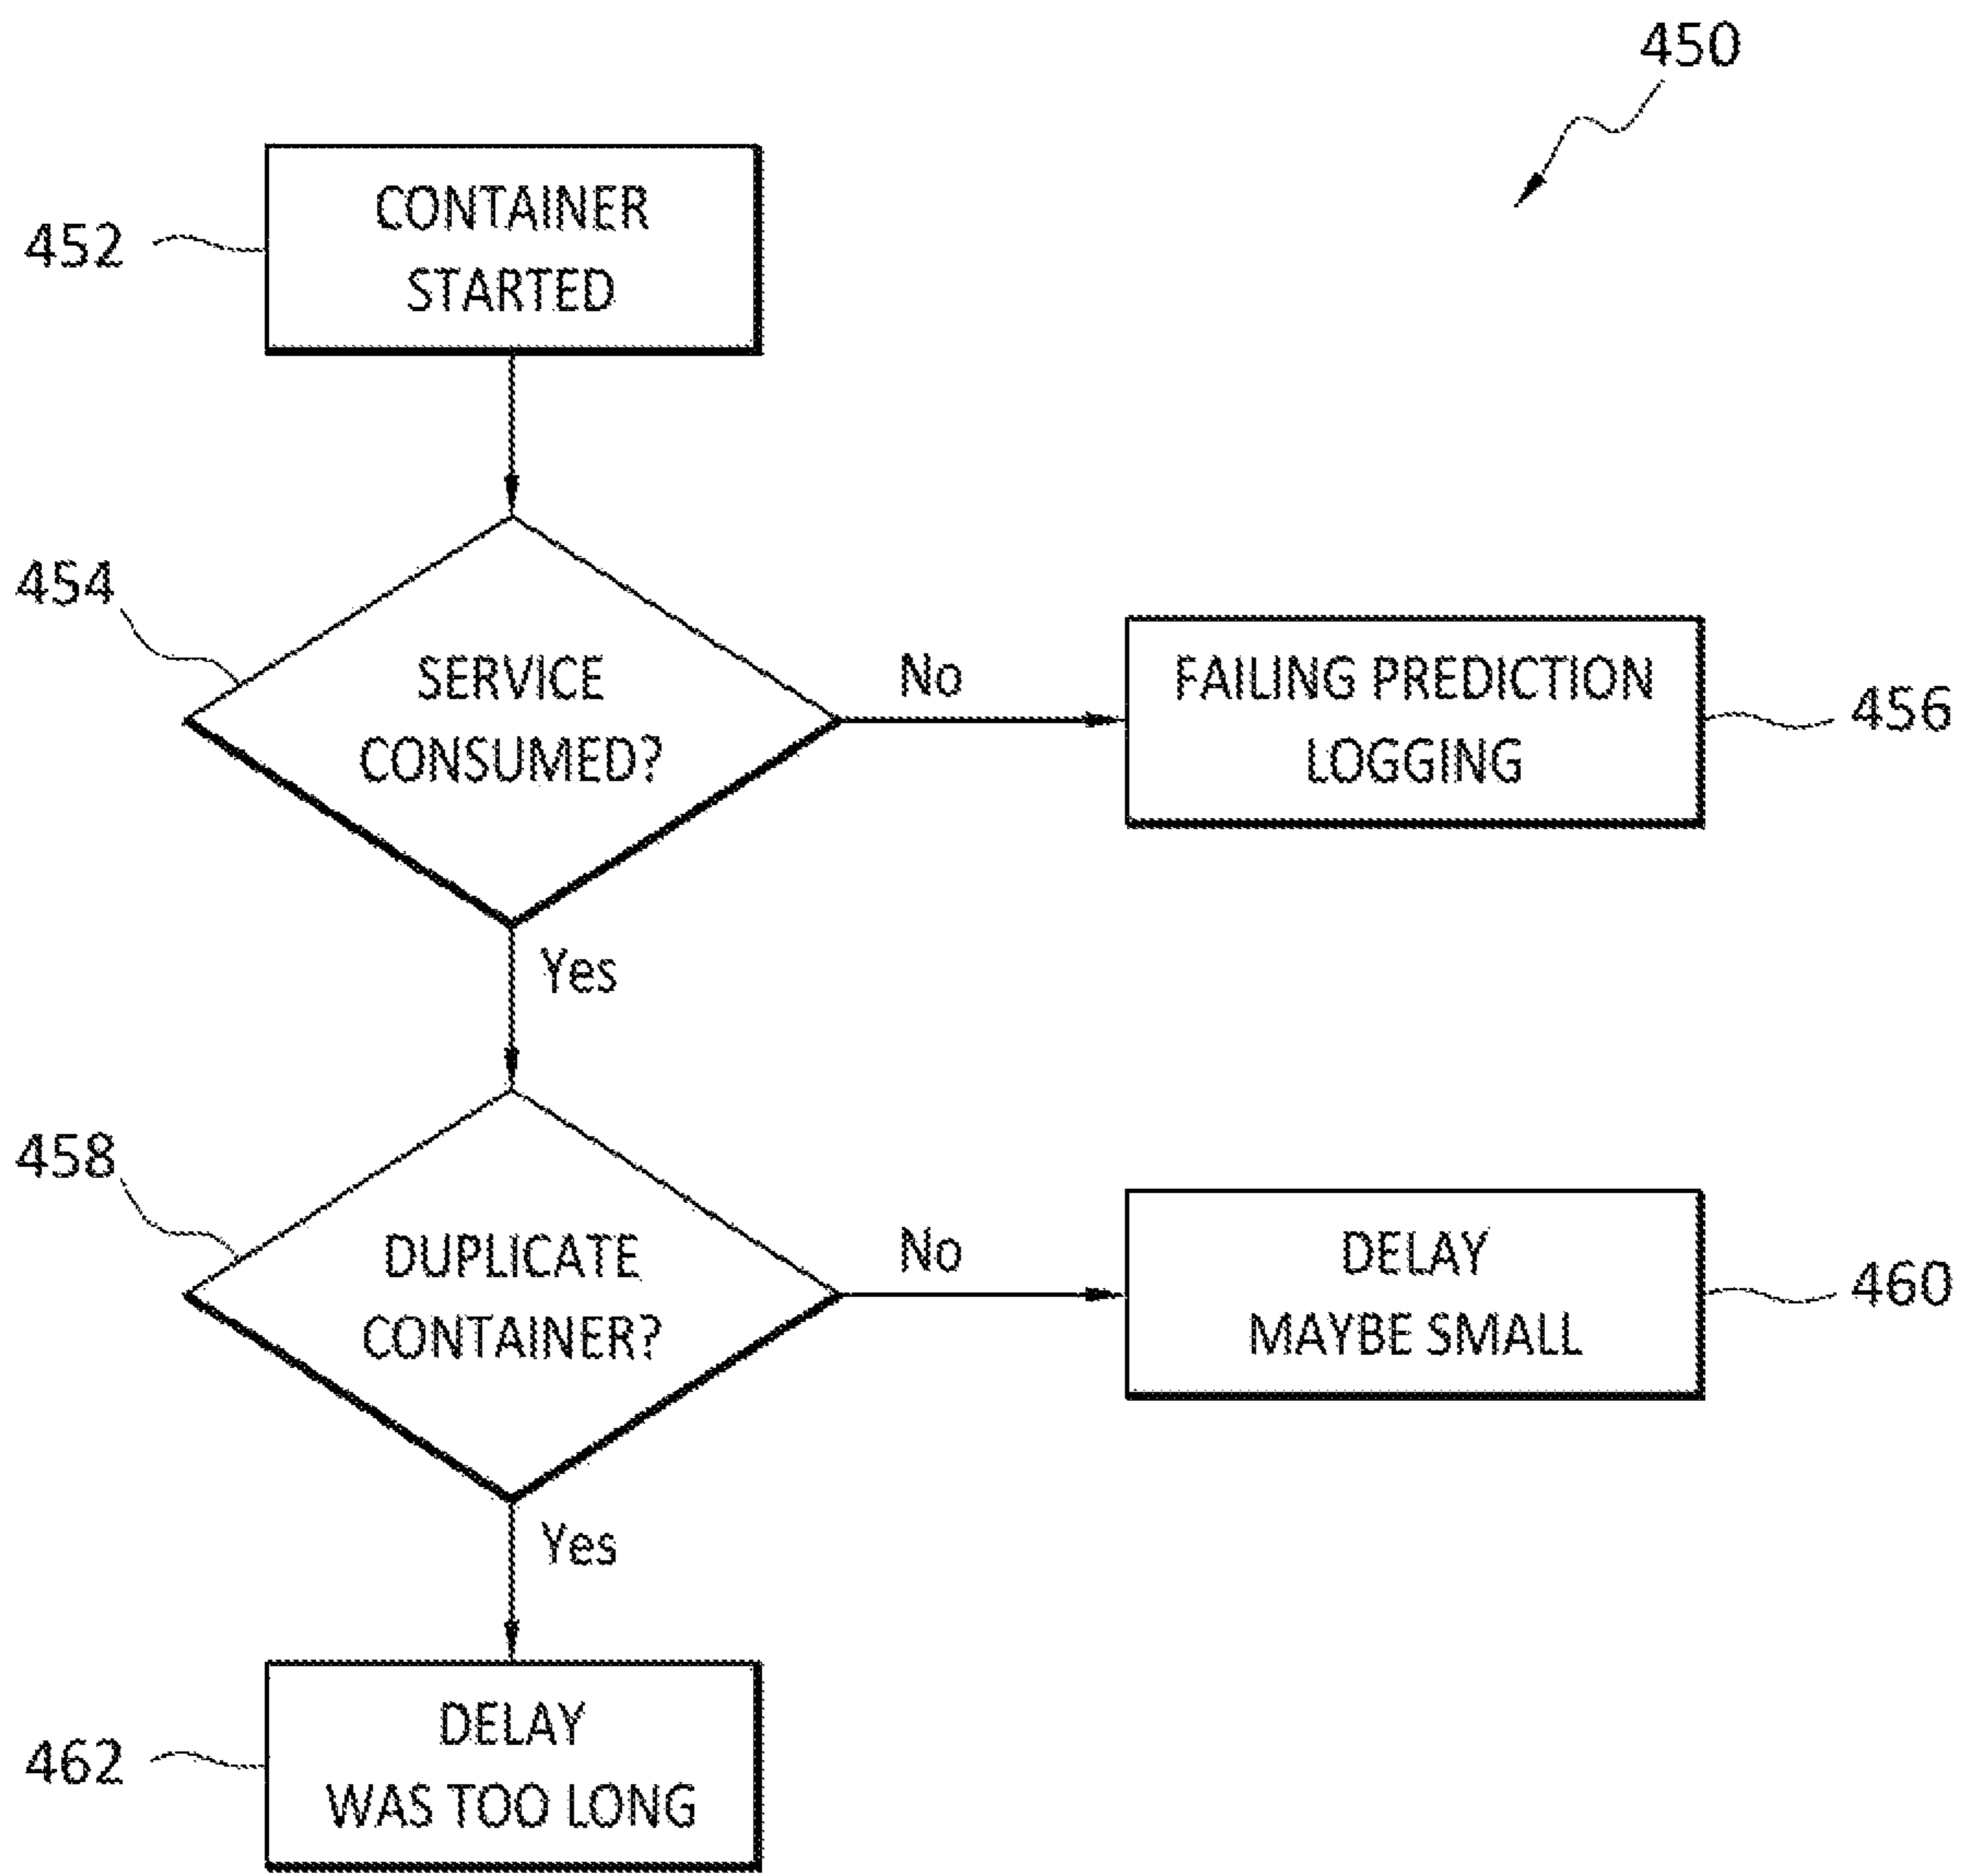 450
CONTAINER
STARTED
452
454
SERVICE
CONSUMED?
No
FAILING PREDICTION
LOGGING
456
Yes
458
DUPLICATE
CONTAINER?
No
DELAY
MAYBE SMALL
460
Yes
DELAY
WAS TOO LONG
462